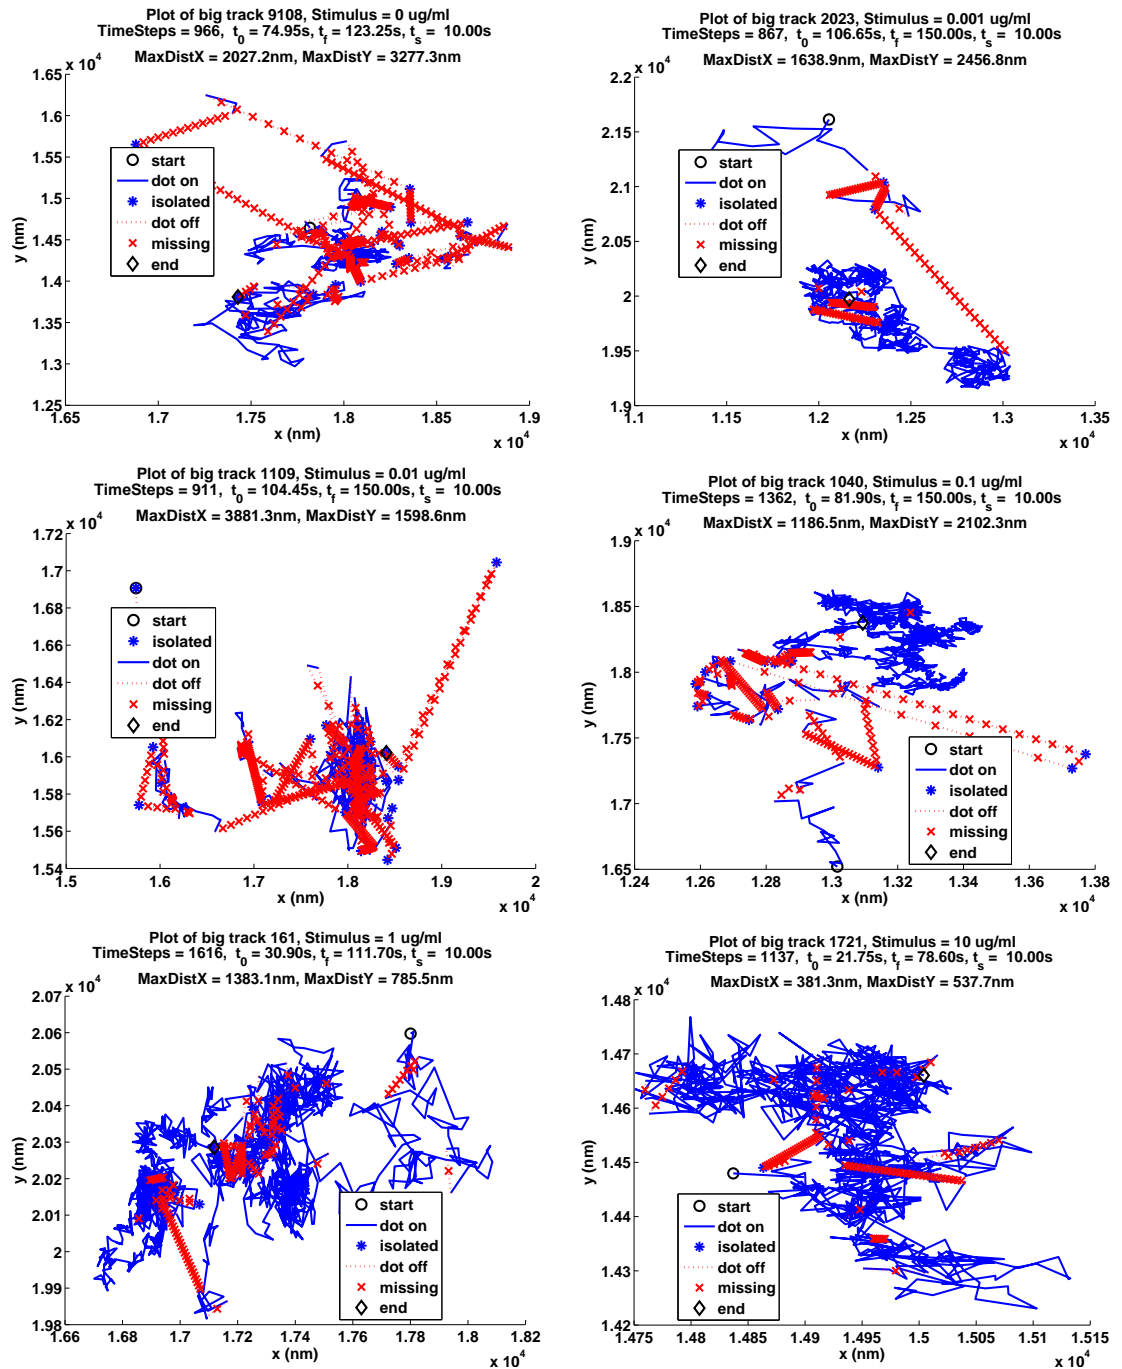 Plot of big track 9108, Stimulus = 0 ug/ml
TimeSteps = 966, t_0 = 74.95s, t_f = 123.25s, t_s = 10.00s
MaxDistX = 2027.2nm, MaxDistY = 3277.3nm
x 10^4
1.65
1.6
1.55
1.5
1.45
1.4
1.35
1.3
1.25
y (nm)
start
dot on
isolated
dot off
missing
end
1.65 1.7 1.75 1.8 1.85 1.9
x (nm)
x 10^4
Plot of big track 2023, Stimulus = 0.001 ug/ml
TimeSteps = 867, t_0 = 106.65s, t_f = 150.00s, t_s = 10.00s
MaxDistX = 1638.9nm, MaxDistY = 2456.8nm
x 10^4
2.2
2.15
2.1
2.05
2
1.95
1.9
y (nm)
start
dot on
isolated
dot off
missing
end
1.1 1.15 1.2 1.25 1.3 1.35
x (nm)
x 10^4
Plot of big track 1109, Stimulus = 0.01 ug/ml
TimeSteps = 911, t_0 = 104.45s, t_f = 150.00s, t_s = 10.00s
MaxDistX = 3881.3nm, MaxDistY = 1598.6nm
x 10^4
1.72
1.7
1.68
1.66
1.64
1.62
1.6
1.58
1.56
1.54
y (nm)
start
isolated
dot on
dot off
missing
end
1.5 1.6 1.7 1.8 1.9 2
x (nm)
x 10^4
Plot of big track 1040, Stimulus = 0.1 ug/ml
TimeSteps = 1362, t_0 = 81.90s, t_f = 150.00s, t_s = 10.00s
MaxDistX = 1186.5nm, MaxDistY = 2102.3nm
x 10^4
1.9
1.85
1.8
1.75
1.7
1.65
y (nm)
start
dot on
isolated
dot off
missing
end
1.24 1.26 1.28 1.3 1.32 1.34 1.36 1.38
x (nm)
x 10^4
Plot of big track 161, Stimulus = 1 ug/ml
TimeSteps = 1616, t_0 = 30.90s, t_f = 111.70s, t_s = 10.00s
MaxDistX = 1383.1nm, MaxDistY = 785.5nm
x 10^4
2.07
2.06
2.05
2.04
2.03
2.02
2.01
2
1.99
1.98
y (nm)
start
dot on
isolated
dot off
missing
end
1.66 1.68 1.7 1.72 1.74 1.76 1.78 1.8 1.82
x (nm)
x 10^4
Plot of big track 1721, Stimulus = 10 ug/ml
TimeSteps = 1137, t_0 = 21.75s, t_f = 78.60s, t_s = 10.00s
MaxDistX = 381.3nm, MaxDistY = 537.7nm
x 10^4
1.48
1.47
1.46
1.45
1.44
1.43
1.42
y (nm)
start
dot on
isolated
dot off
missing
end
1.475 1.48 1.485 1.49 1.495 1.5 1.505 1.51 1.515
x (nm)
x 10^4